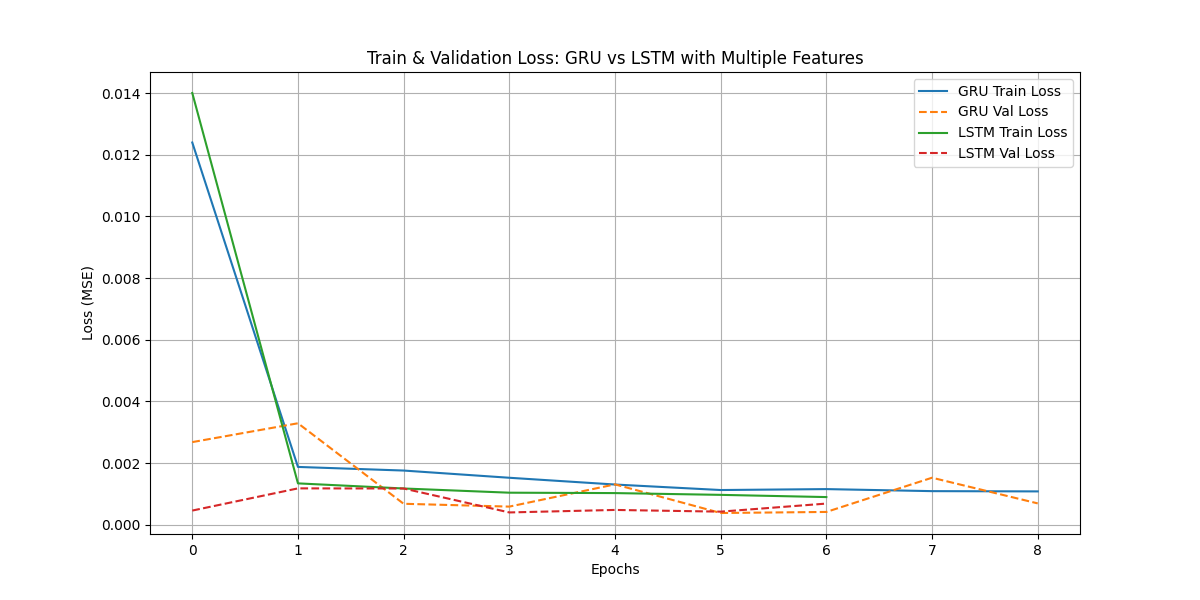 Train & Validation Loss: GRU vs LSTM with Multiple Features
GRU Train Loss
GRU Val Loss
LSTM Train Loss
LSTM Val Loss
Loss (MSE)
0.014
0.012
0.010
0.008
0.006
0.004
0.002
0.000
0 1 2 3 4 5 6 7 8
Epochs